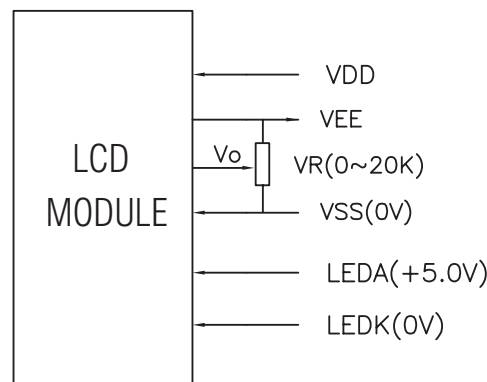 LCD
MODULE
VDD
VEE
Vo
VR(0~20K)
VSS(0V)
LEDA(+5.0V)
LEDK(0V)